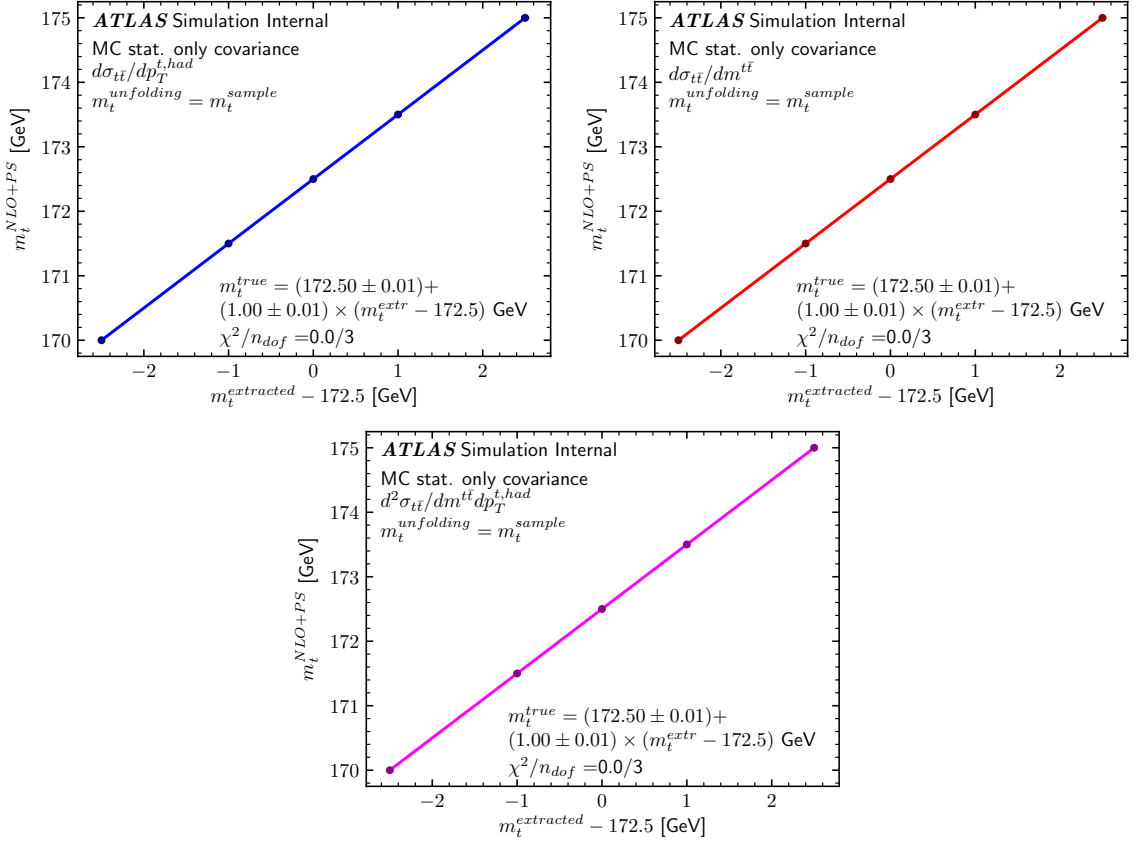 ATLAS Simulation Internal
MC stat. only covariance
dσ_{tt̄}/dp_T^{t,had}
m_t^{unfolding} = m_t^{sample}
m_t^{true} = (172.50 ± 0.01)+
(1.00 ± 0.01) × (m_t^{extr} − 172.5) GeV
χ²/n_{dof} =0.0/3
175
174
173
172
171
170
m_t^{NLO+PS} [GeV]
−2 −1 0 1 2
m_t^{extracted} − 172.5 [GeV]
ATLAS Simulation Internal
MC stat. only covariance
dσ_{tt̄}/dm^{tt̄}
m_t^{unfolding} = m_t^{sample}
m_t^{true} = (172.50 ± 0.01)+
(1.00 ± 0.01) × (m_t^{extr} − 172.5) GeV
χ²/n_{dof} =0.0/3
175
174
173
172
171
170
m_t^{NLO+PS} [GeV]
−2 −1 0 1 2
m_t^{extracted} − 172.5 [GeV]
ATLAS Simulation Internal
MC stat. only covariance
d²σ_{tt̄}/dm^{tt̄}dp_T^{t,had}
m_t^{unfolding} = m_t^{sample}
m_t^{true} = (172.50 ± 0.01)+
(1.00 ± 0.01) × (m_t^{extr} − 172.5) GeV
χ²/n_{dof} =0.0/3
175
174
173
172
171
170
m_t^{NLO+PS} [GeV]
−2 −1 0 1 2
m_t^{extracted} − 172.5 [GeV]